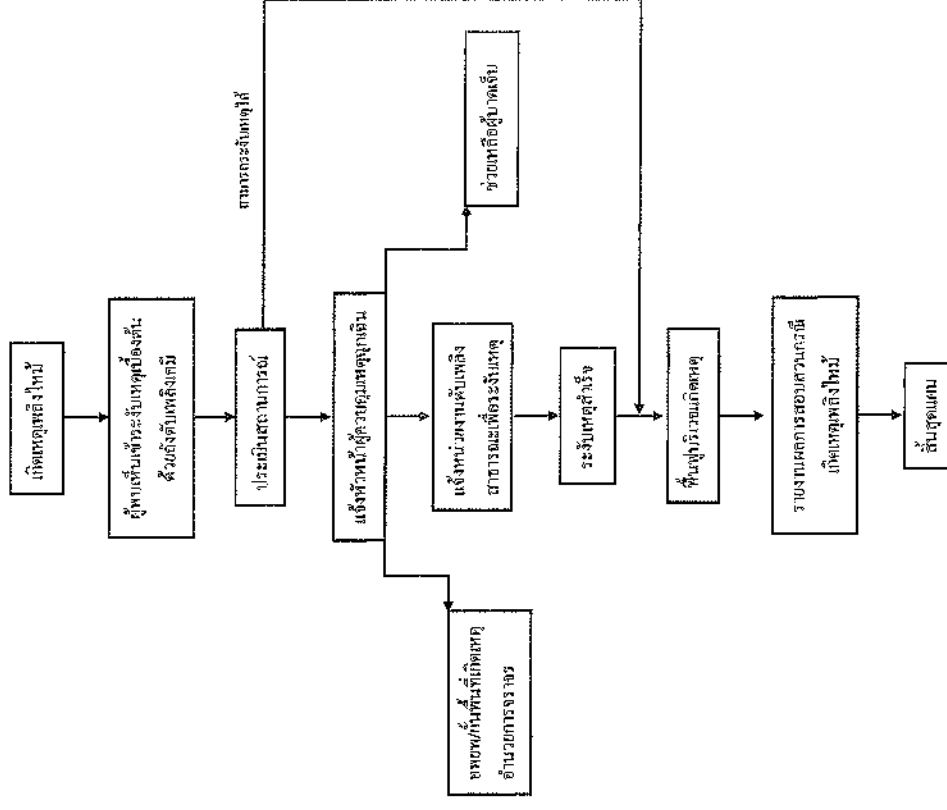 เกิดเหตุเพลิงไหม้
ผู้พบเห็นเข้าระงับเหตุเบื้องต้น
ด้วยถังดับเพลิงเคมี
ประเมินสถานการณ์
สามารถระงับเหตุได้
แจ้งหัวหน้าผู้ควบคุมเหตุฉุกเฉิน
อพยพ/กั้นพื้นที่เกิดเหตุ
อำนวยการจราจร
แจ้งหน่วยงานดับเพลิง
สาธารณะเพื่อระงับเหตุ
ช่วยเหลือผู้บาดเจ็บ
ระงับเหตุสำเร็จ
ฟื้นฟูบริเวณเกิดเหตุ
รายงานผลการสอบสวนกรณี
เกิดเหตุเพลิงไหม้
สิ้นสุดแผน